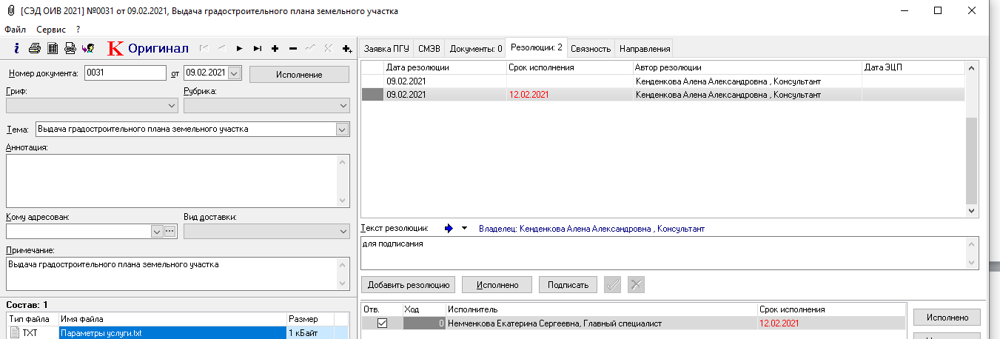 [СЭД ОИВ 2021] №0031 от 09.02.2021, Выдача градостроительного плана земельного участка
Файл Сервис ?
К Оригинал
Номер документа: 0031 от 09.02.2021 Исполнение
Гриф: Рубрика:
Тема: Выдача градостроительного плана земельного участка
Аннотация:
Кому адресован: Вид доставки:
Примечание:
Выдача градостроительного плана земельного участка
Состав: 1
Тип файла Имя файла Размер
TXT Параметры услуги.txt 1 кБайт
Заявка ПГУ СМЭВ Документы: 0 Резолюции: 2 Связность Направления
Дата резолюции Срок исполнения Автор резолюции Дата ЭЦП
09.02.2021 Кенденкова Алена Александровна , Консультант
09.02.2021 12.02.2021 Кенденкова Алена Александровна , Консультант
Текст резолюции: Владелец: Кенденкова Алена Александровна , Консультант
для подписания
Добавить резолюцию Исполнено Подписать
Отв. Ход Исполнитель Срок исполнения
0 Немченкова Екатерина Сергеевна, Главный специалист 12.02.2021
Исполнено